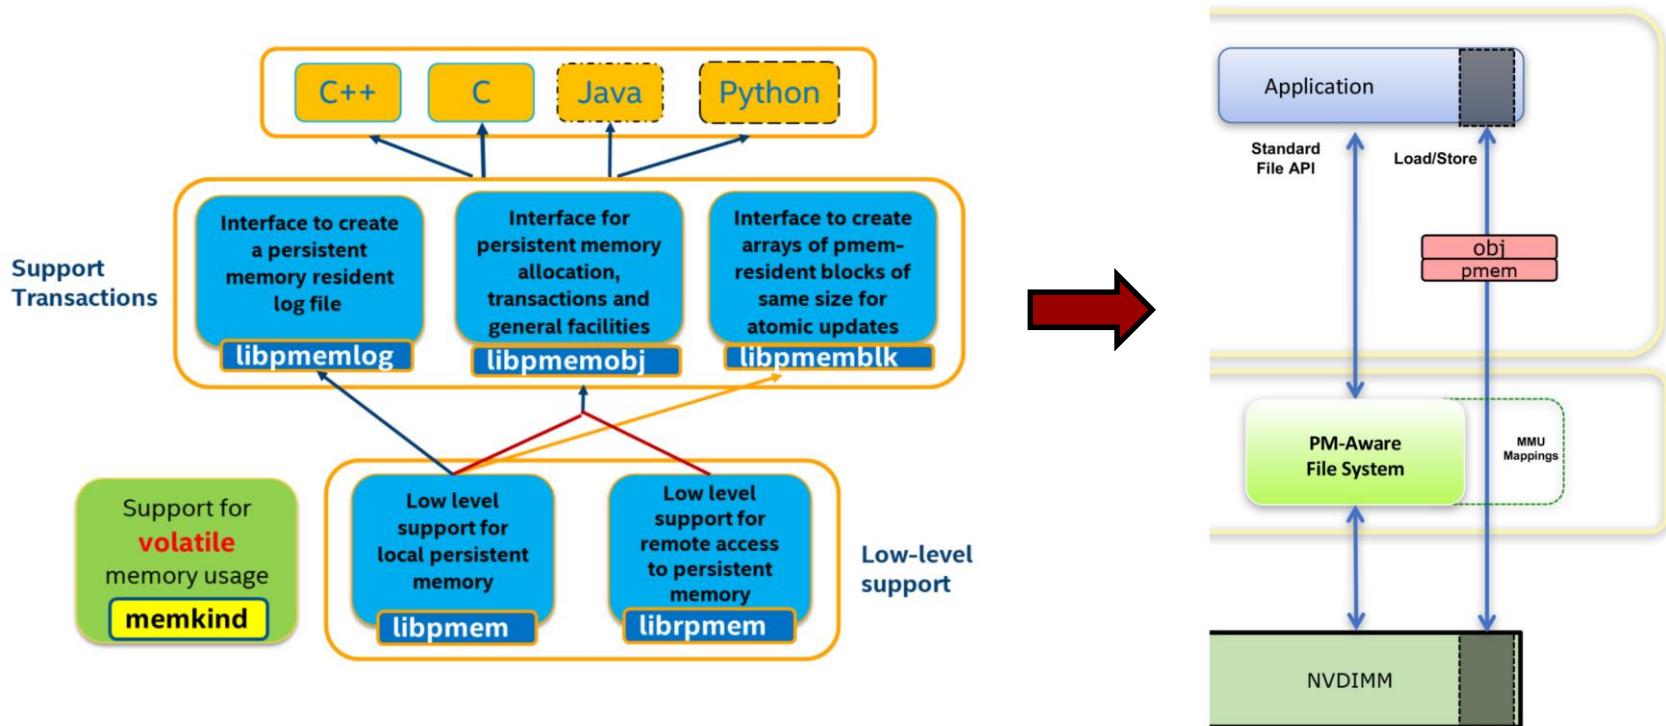 C++
C
Java
Python
Support
Transactions
Interface to create
a persistent
memory resident
log file
libpmemlog
Interface for
persistent memory
allocation,
transactions and
general facilities
libpmemobj
Interface to create
arrays of pmem-
resident blocks of
same size for
atomic updates
libpmemblk
Support for
volatile
memory usage
memkind
Low level
support for
local persistent
memory
libpmem
Low level
support for
remote access
to persistent
memory
librpmem
Low-level
support
Application
Standard
File API
Load/Store
obj
pmem
PM-Aware
File System
MMU
Mappings
NVDIMM